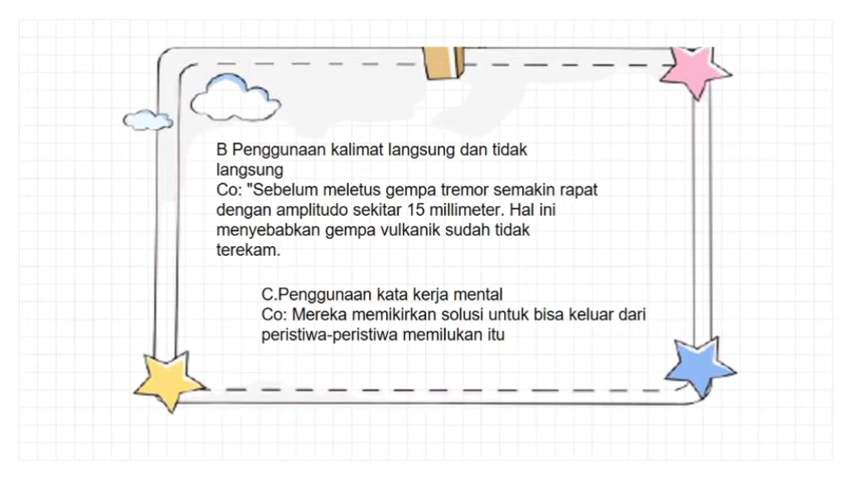 B Penggunaan kalimat langsung dan tidak
langsung
Co: "Sebelum meletus gempa tremor semakin rapat
dengan amplitudo sekitar 15 millimeter. Hal ini
menyebabkan gempa vulkanik sudah tidak
terekam.
C.Penggunaan kata kerja mental
Co: Mereka memikirkan solusi untuk bisa keluar dari
peristiwa-peristiwa memilukan itu